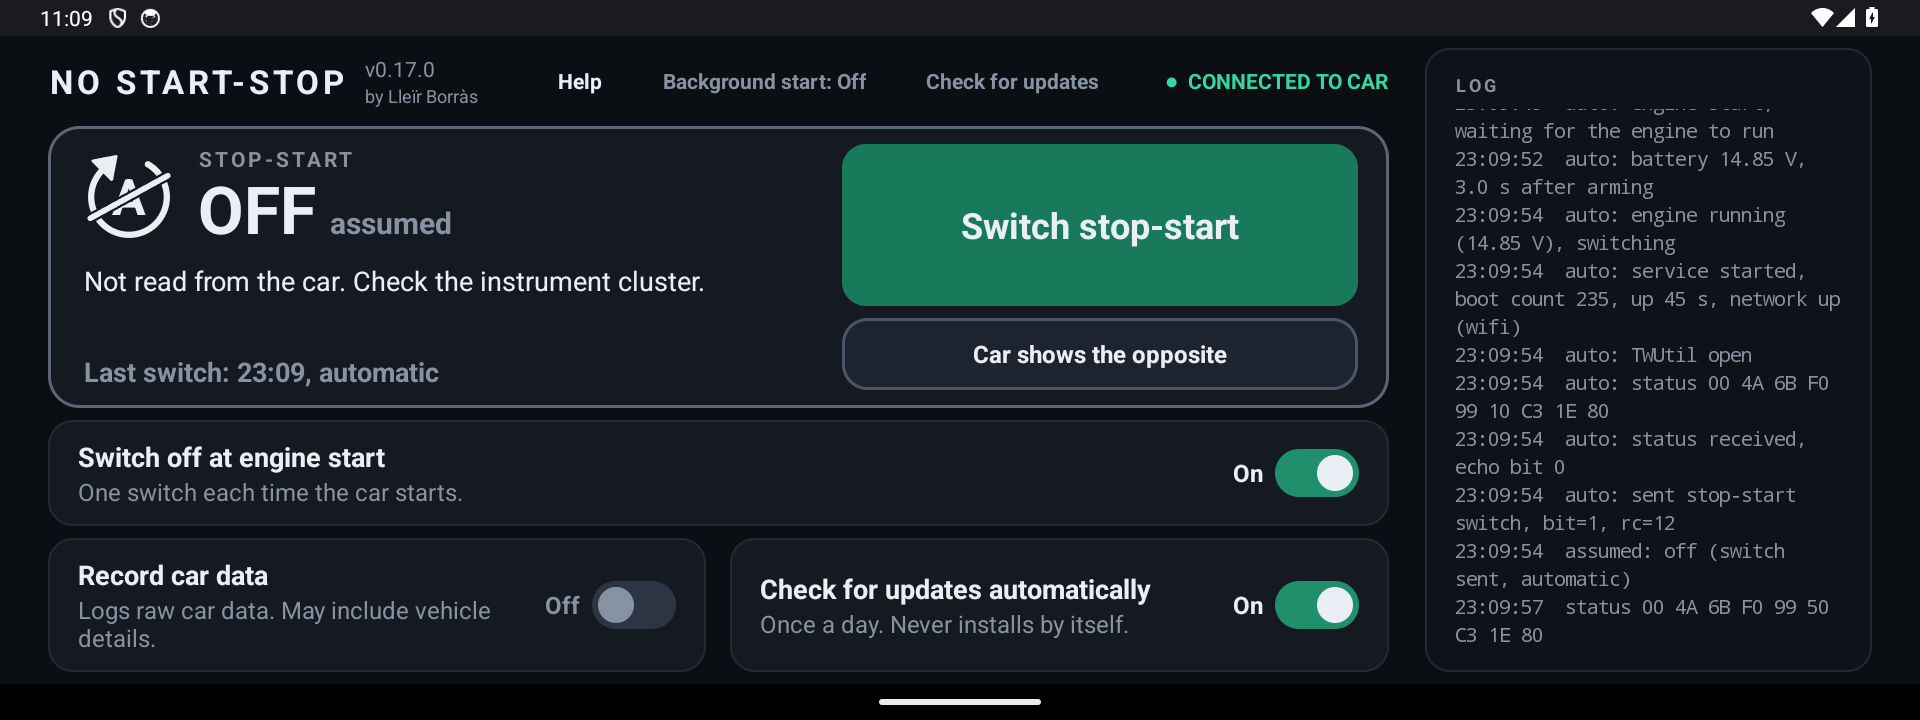 11:09
NO START-STOP
v0.17.0
by Lleïr Borràs
Help
Background start: Off
Check for updates
CONNECTED TO CAR
A
STOP-START
OFF assumed
Not read from the car. Check the instrument cluster.
Last switch: 23:09, automatic
Switch stop-start
Car shows the opposite
Switch off at engine start
One switch each time the car starts.
On
Record car data
Logs raw car data. May include vehicle
details.
Off
Check for updates automatically
Once a day. Never installs by itself.
On
LOG
waiting for the engine to run
23:09:52 auto: battery 14.85 V,
3.0 s after arming
23:09:54 auto: engine running
(14.85 V), switching
23:09:54 auto: service started,
boot count 235, up 45 s, network up
(wifi)
23:09:54 auto: TWUtil open
23:09:54 auto: status 00 4A 6B F0
99 10 C3 1E 80
23:09:54 auto: status received,
echo bit 0
23:09:54 auto: sent stop-start
switch, bit=1, rc=12
23:09:54 assumed: off (switch
sent, automatic)
23:09:57 status 00 4A 6B F0 99 50
C3 1E 80